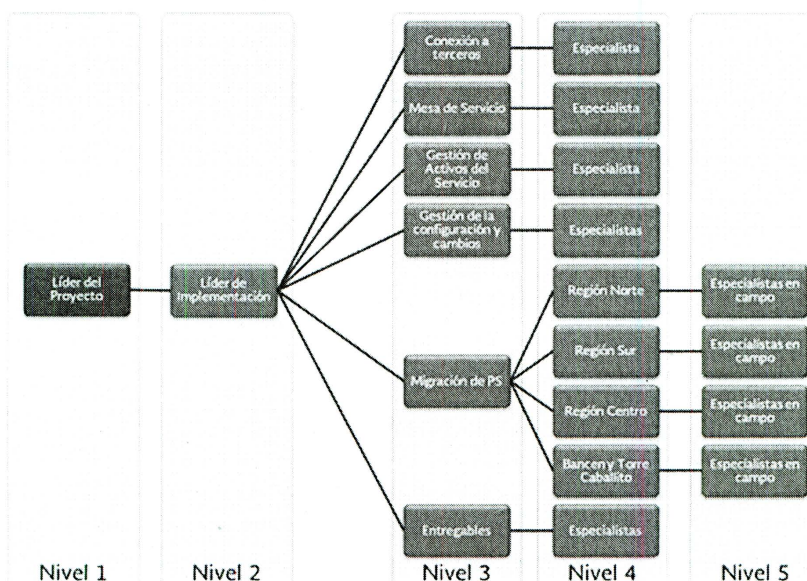 Conexión a
terceros
Especialista
Mesa de Servicio
Especialista
Gestión de
Activos del
Servicio
Especialista
Gestión de la
configuración y
cambios
Especialistas
Líder del
Proyecto
Líder de
Implementación
Región Norte
Especialistas en
campo
Región Sur
Especialistas en
campo
Migración de PS
Región Centro
Especialistas en
campo
Bancen y Torre
Caballito
Especialistas en
campo
Entregables
Especialistas
Nivel 1
Nivel 2
Nivel 3
Nivel 4
Nivel 5